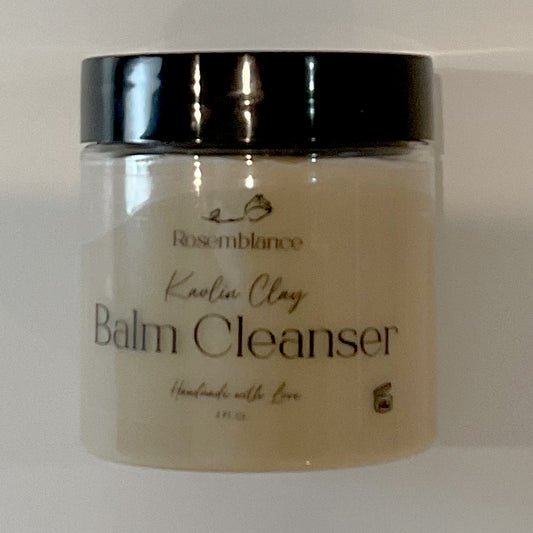 Rosemblance
Kaolin Clay
Balm Cleanser
Handmade with Love